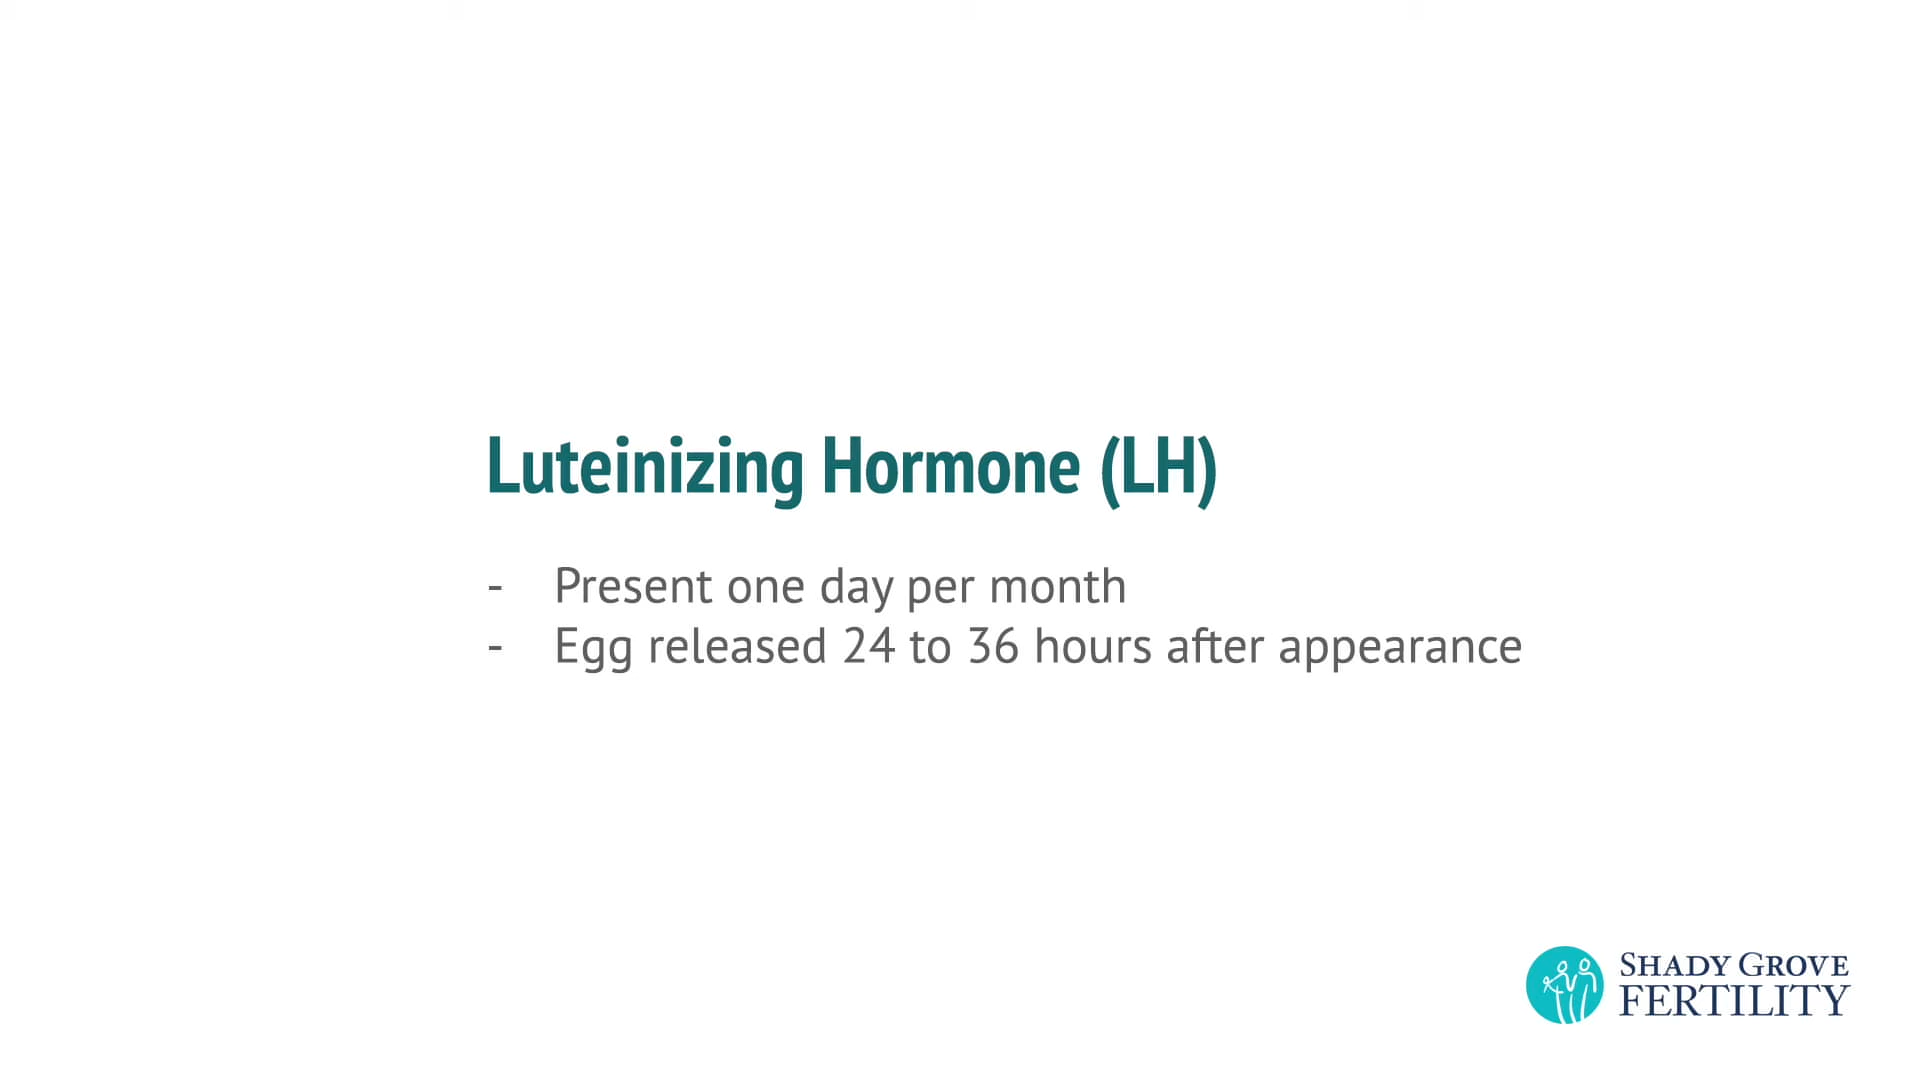 Luteinizing Hormone (LH)
- Present one day per month
- Egg released 24 to 36 hours after appearance
SHADY GROVE
FERTILITY